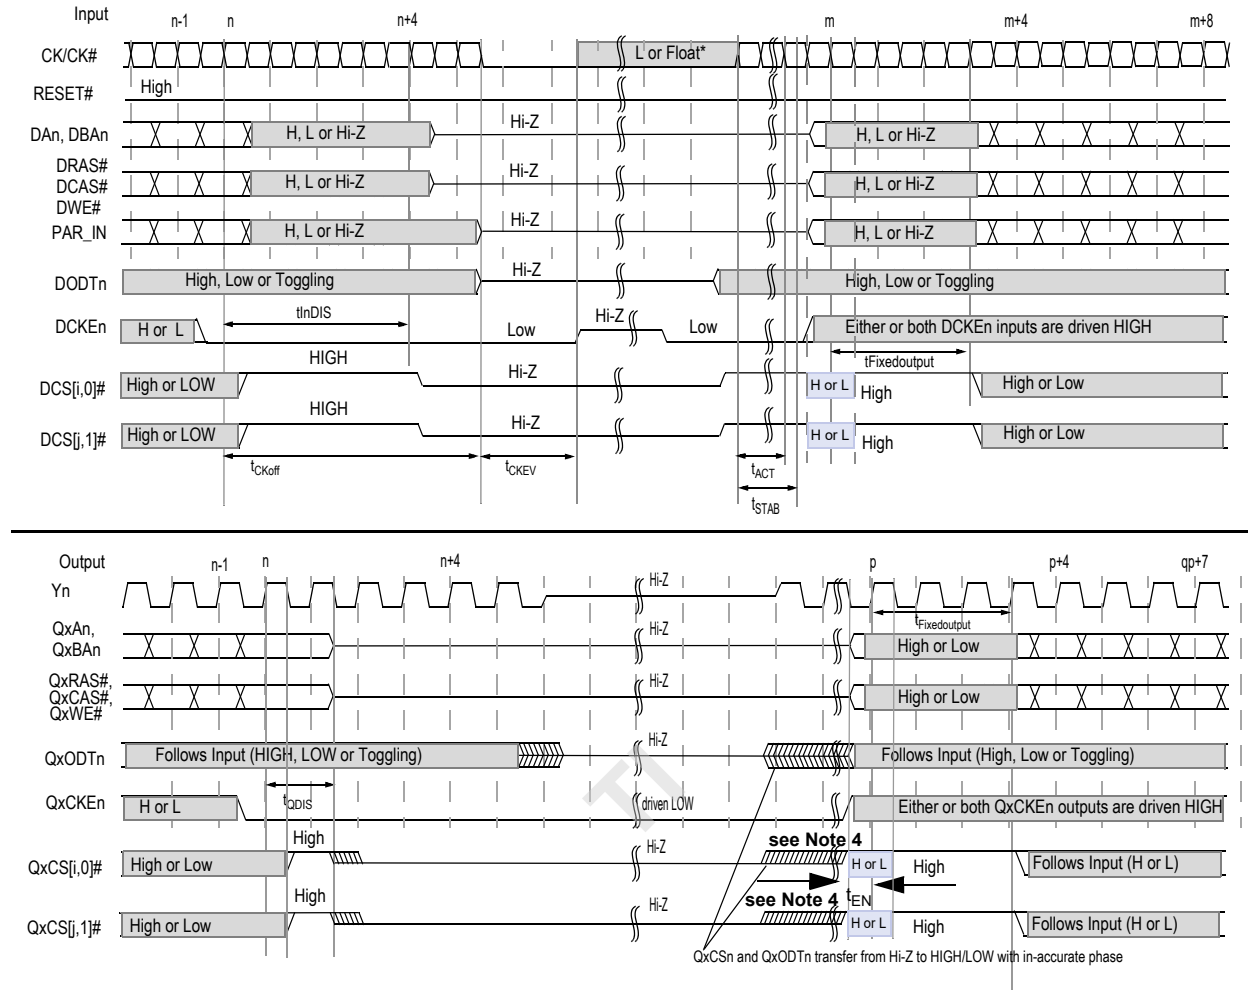 Input
n-1 n n+4 m m+4 m+8
CK/CK# L or Float*
RESET# High
DAn, DBAn H, L or Hi-Z Hi-Z H, L or Hi-Z
DRAS#
DCAS# H, L or Hi-Z Hi-Z H, L or Hi-Z
DWE#
PAR_IN H, L or Hi-Z Hi-Z H, L or Hi-Z
DODTn High, Low or Toggling Hi-Z High, Low or Toggling
DCKEn H or L tInDIS Low Hi-Z Low Either or both DCKEn inputs are driven HIGH
HIGH tFixedoutput
DCS[i,0]# High or LOW Hi-Z H or L High High or Low
HIGH
DCS[j,1]# High or LOW Hi-Z H or L High High or Low
tCKoff tCKEV tACT
tSTAB
Output
n-1 n n+4 p p+4 qp+7
Yn Hi-Z
tFixedoutput
QxAn,
QxBAn Hi-Z High or Low
QxRAS#,
QxCAS#,
QxWE# Hi-Z High or Low
QxODTn Follows Input (HIGH, LOW or Toggling) Hi-Z Follows Input (High, Low or Toggling)
TI
QxCKEn H or L tQDIS driven LOW Either or both QxCKEn outputs are driven HIGH
High Hi-Z see Note 4
QxCS[i,0]# High or Low H or L High Follows Input (H or L)
High see Note 4 tEN
QxCS[j,1]# High or Low Hi-Z H or L High Follows Input (H or L)
QxCSn and QxODTn transfer from Hi-Z to HIGH/LOW with in-accurate phase